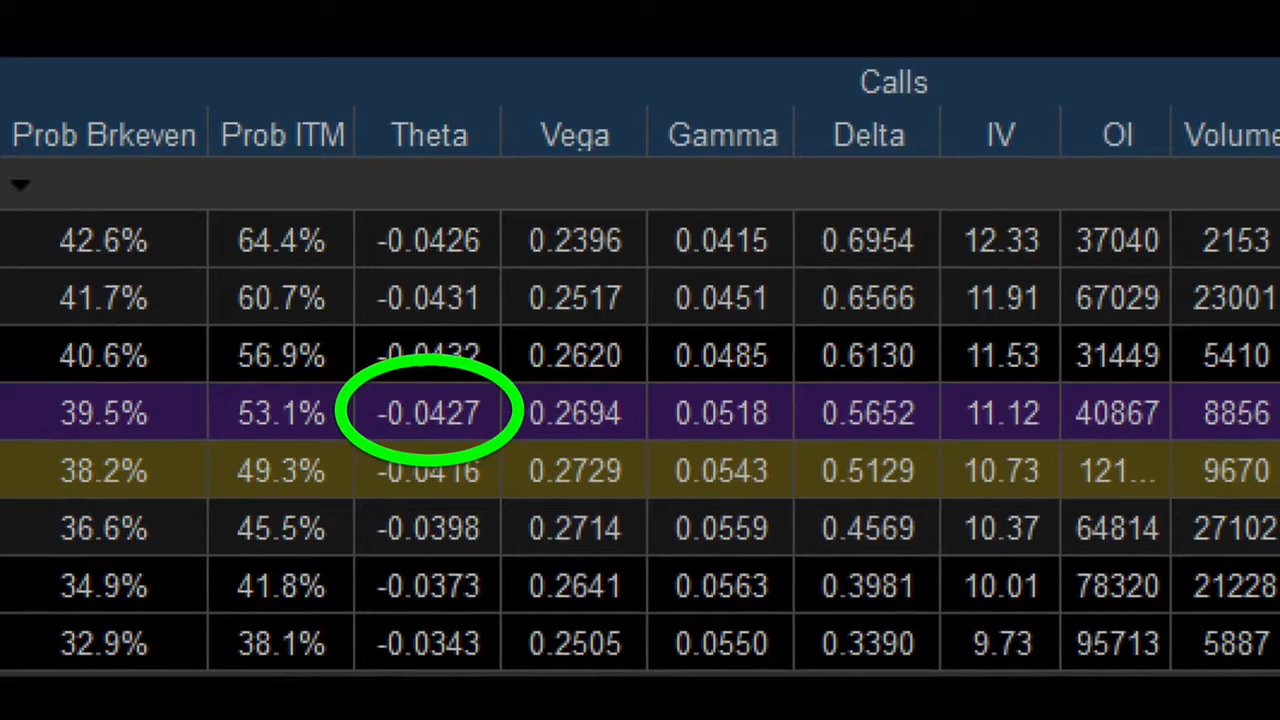 Calls
Prob Brkeven Prob ITM Theta Vega Gamma Delta IV OI Volume
42.6% 64.4% -0.0426 0.2396 0.0415 0.6954 12.33 37040 2153
41.7% 60.7% -0.0431 0.2517 0.0451 0.6566 11.91 67029 23001
40.6% 56.9% -0.0432 0.2620 0.0485 0.6130 11.53 31449 5410
39.5% 53.1% -0.0427 0.2694 0.0518 0.5652 11.12 40867 8856
38.2% 49.3% -0.0416 0.2729 0.0543 0.5129 10.73 121... 9670
36.6% 45.5% -0.0398 0.2714 0.0559 0.4569 10.37 64814 27102
34.9% 41.8% -0.0373 0.2641 0.0563 0.3981 10.01 78320 21228
32.9% 38.1% -0.0343 0.2505 0.0550 0.3390 9.73 95713 5887